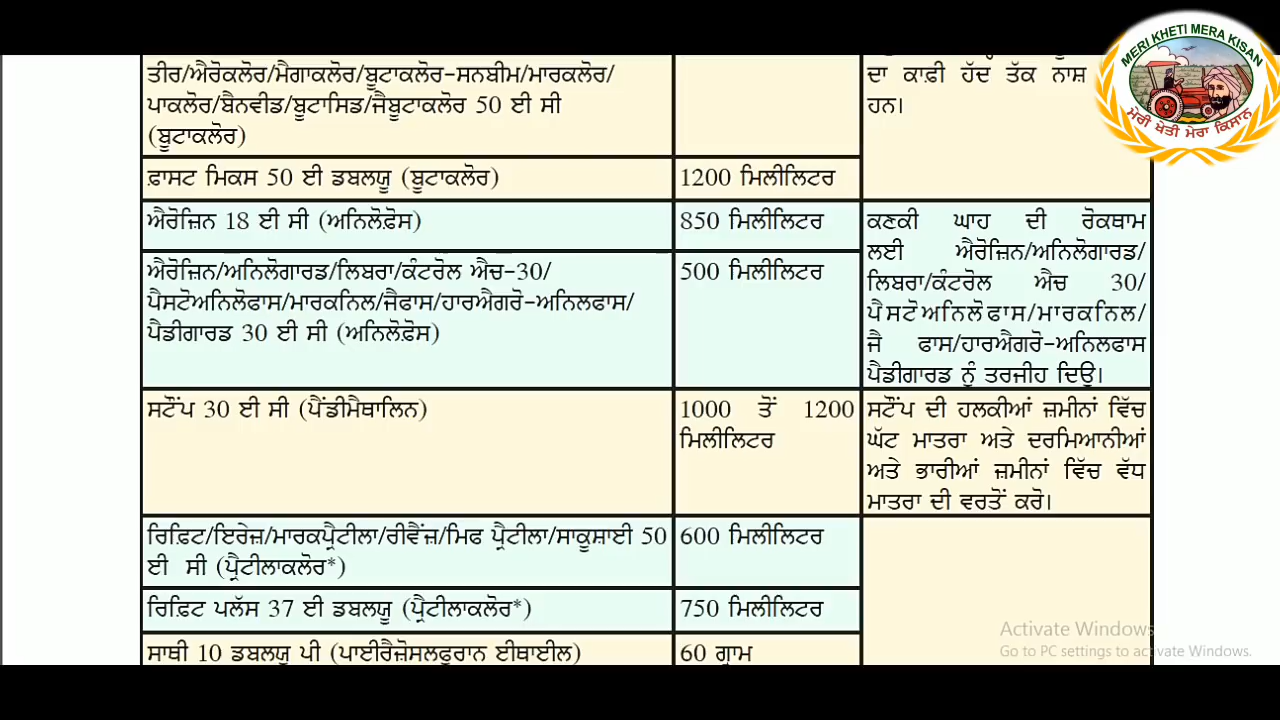 ਤੀਰ/ਐਰੋਕਲੋਰ/ਮੈਗਾਕਲੋਰ/ਬੂਟਾਕਲੋਰ-ਸਨਬੀਮ/ਮਾਰਕਲੋਰ/
ਪਾਕਲੋਰ/ਬੈਨਵੀਡ/ਬੂਟਾਸਿਡ/ਜੈਬੂਟਾਕਲੋਰ 50 ਈ ਸੀ
(ਬੂਟਾਕਲੋਰ)
ਦਾ ਕਾਫ਼ੀ ਹੱਦ ਤੱਕ ਨਾਸ਼
ਹਨ।
ਫ਼ਾਸਟ ਮਿਕਸ 50 ਈ ਡਬਲਯੂ (ਬੂਟਾਕਲੋਰ)
1200 ਮਿਲੀਲਿਟਰ
ਐਰੋਜ਼ਿਨ 18 ਈ ਸੀ (ਅਨਿਲੋਫ਼ੋਸ)
850 ਮਿਲੀਲਿਟਰ
ਐਰੋਜ਼ਿਨ/ਅਨਿਲੋਗਾਰਡ/ਲਿਬਰਾ/ਕੰਟਰੋਲ ਐਚ-30/
ਪੈਸਟੋਅਨਿਲੋਫਾਸ/ਮਾਰਕਨਿਲ/ਜੈਫਾਸ/ਹਾਰਐਗਰੋ-ਅਨਿਲਫਾਸ/
ਪੈਡੀਗਾਰਡ 30 ਈ ਸੀ (ਅਨਿਲੋਫ਼ੋਸ)
500 ਮਿਲੀਲਿਟਰ
ਕਣਕੀ ਘਾਹ ਦੀ ਰੋਕਥਾਮ
ਲਈ ਐਰੋਜ਼ਿਨ/ਅਨਿਲੋਗਾਰਡ/
ਲਿਬਰਾ/ਕੰਟਰੋਲ ਐਚ 30/
ਪੈਸਟੋਅਨਿਲੋਫਾਸ/ਮਾਰਕਨਿਲ/
ਜੈ ਫਾਸ/ਹਾਰਐਗਰੋ-ਅਨਿਲਫਾਸ
ਪੈਡੀਗਾਰਡ ਨੂੰ ਤਰਜੀਹ ਦਿਉ।
ਸਟੌਂਪ 30 ਈ ਸੀ (ਪੈਂਡੀਮੈਥਾਲਿਨ)
1000 ਤੋਂ 1200
ਮਿਲੀਲਿਟਰ
ਸਟੌਂਪ ਦੀ ਹਲਕੀਆਂ ਜ਼ਮੀਨਾਂ ਵਿੱਚ
ਘੱਟ ਮਾਤਰਾ ਅਤੇ ਦਰਮਿਆਨੀਆਂ
ਅਤੇ ਭਾਰੀਆਂ ਜ਼ਮੀਨਾਂ ਵਿੱਚ ਵੱਧ
ਮਾਤਰਾ ਦੀ ਵਰਤੋਂ ਕਰੋ।
ਰਿਫ਼ਿਟ/ਇਰੇਜ਼/ਮਾਰਕਪ੍ਰੈਟੀਲਾ/ਰੀਵੈਂਜ਼/ਮਿਫ ਪ੍ਰੈਟੀਲਾ/ਸਾਕੂਸ਼ਾਈ 50
ਈ ਸੀ (ਪ੍ਰੈਟੀਲਾਕਲੋਰ*)
600 ਮਿਲੀਲਿਟਰ
ਰਿਫ਼ਿਟ ਪਲੱਸ 37 ਈ ਡਬਲਯੂ (ਪ੍ਰੈਟੀਲਾਕਲੋਰ*)
750 ਮਿਲੀਲਿਟਰ
ਸਾਥੀ 10 ਡਬਲਯੂ ਪੀ (ਪਾਈਰੈਜ਼ੋਸਲਫੂਰਾਨ ਈਥਾਈਲ)
60 ਗ੍ਰਾਮ
MERI KHETI MERA KISAN
ਮੇਰੀ ਖੇਤੀ ਮੇਰਾ ਕਿਸਾਨ
Activate Windows
Go to PC settings to activate Windows.